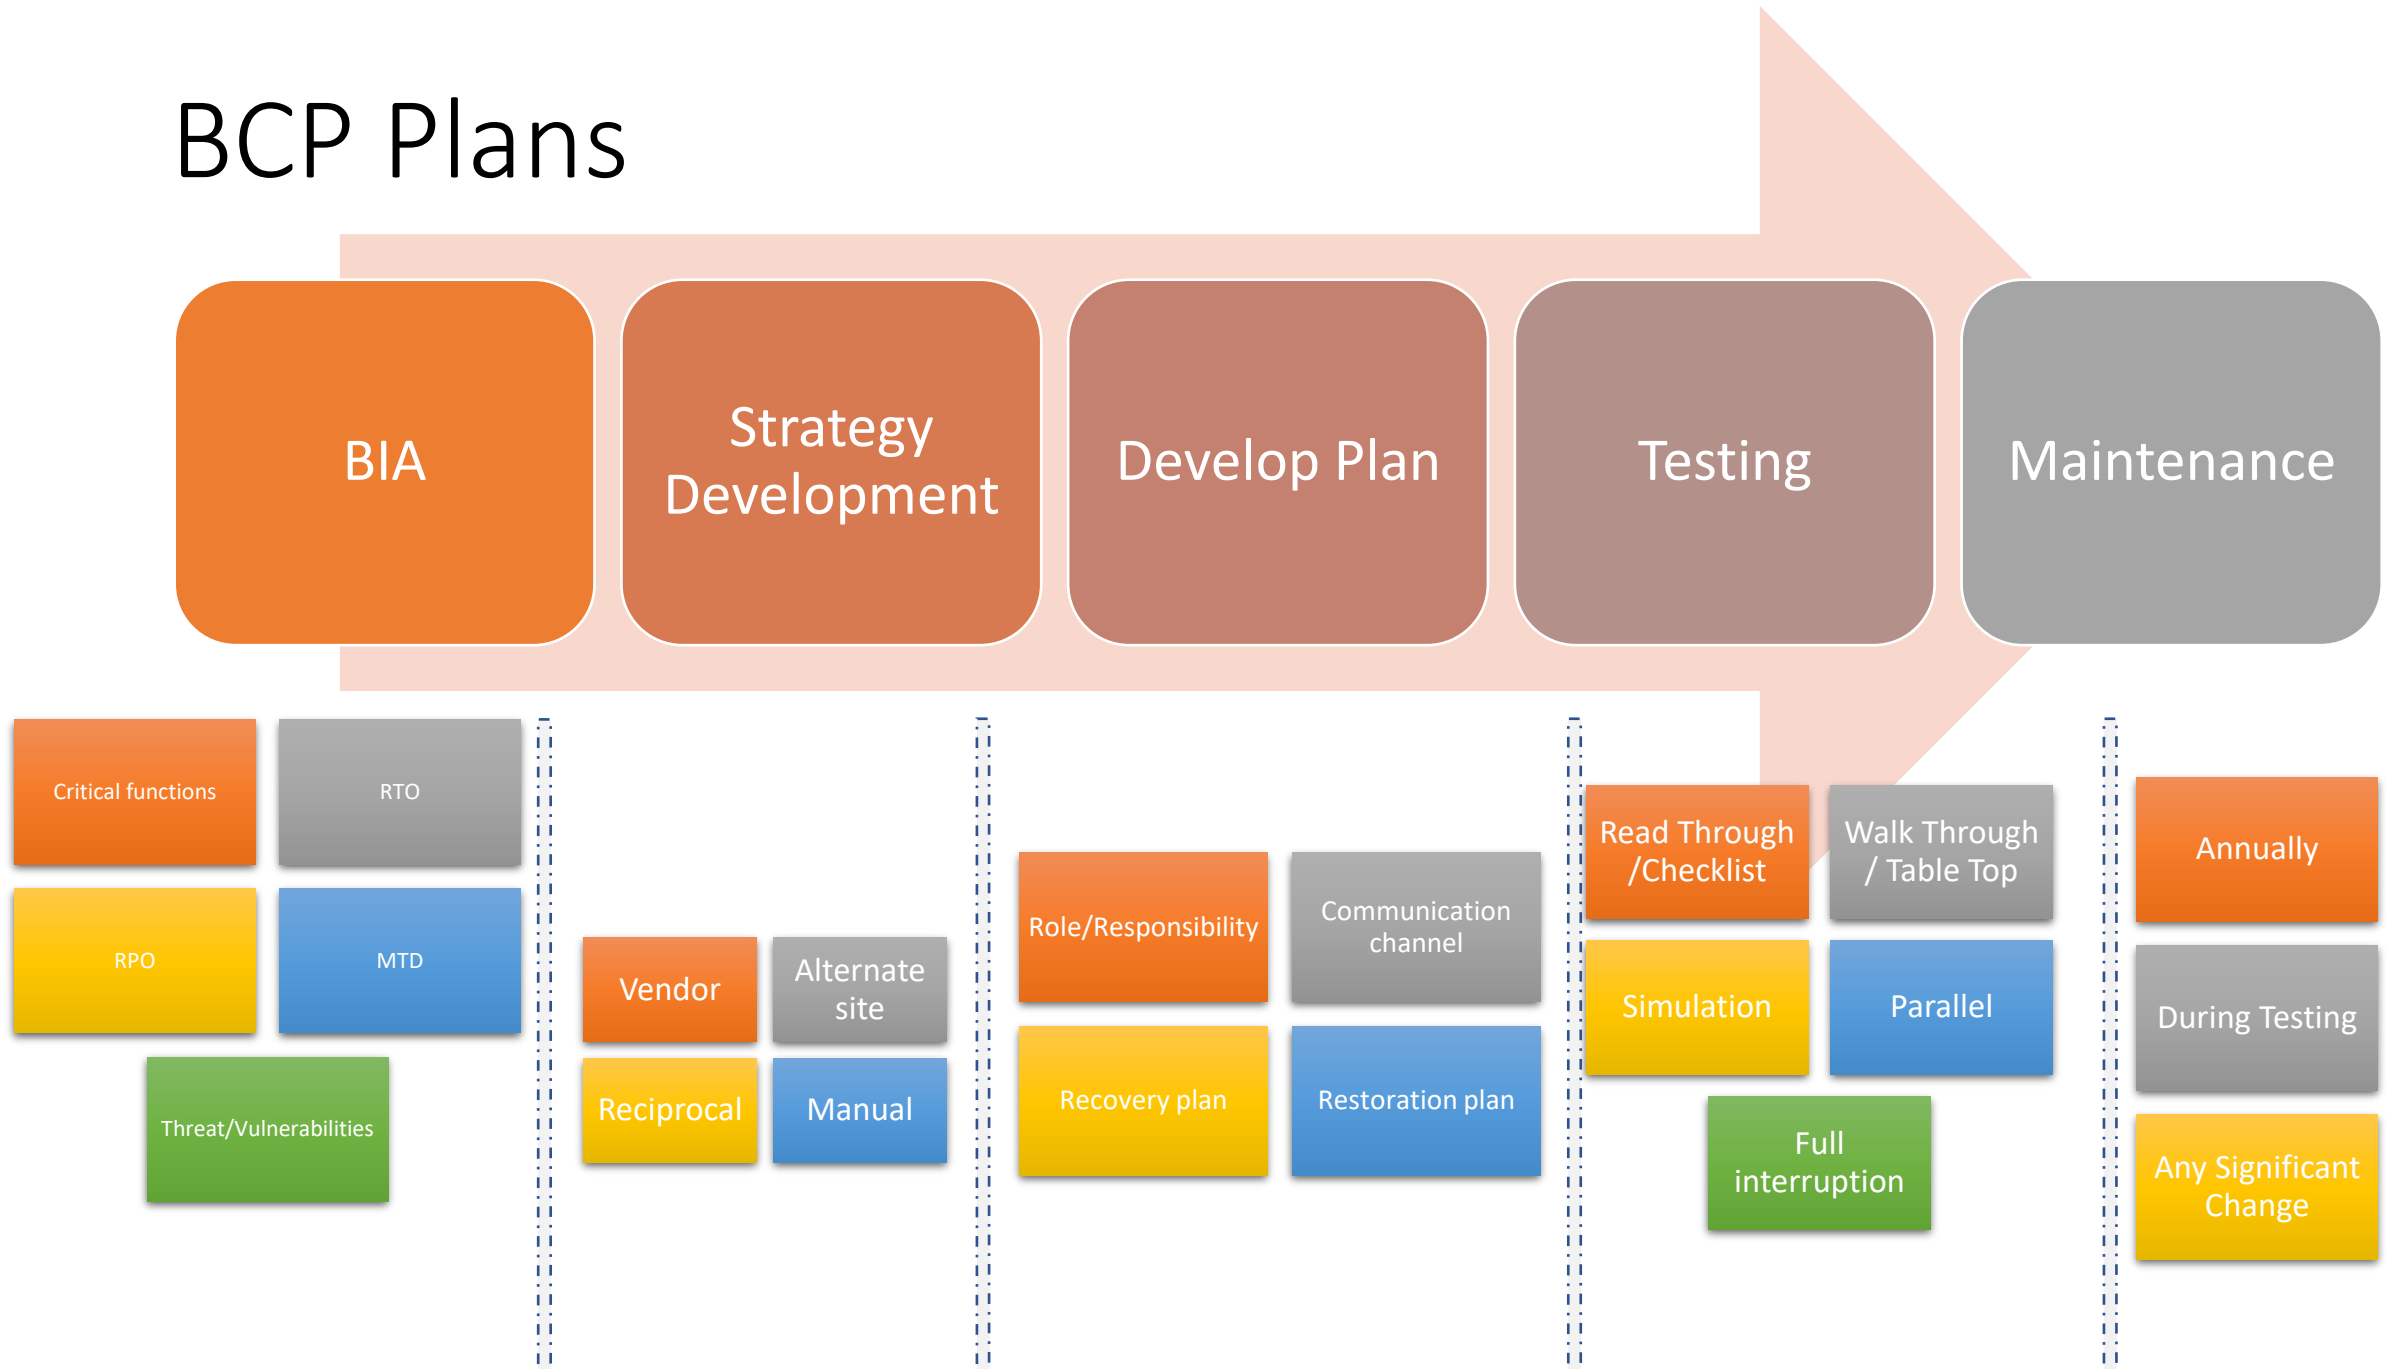 BCP Plans
BIA
Strategy
Development
Develop Plan
Testing
Maintenance
Critical functions
RTO
RPO
MTD
Threat/Vulnerabilities
Vendor
Alternate
site
Reciprocal
Manual
Role/Responsibility
Communication
channel
Recovery plan
Restoration plan
Read Through
/Checklist
Walk Through
/ Table Top
Simulation
Parallel
Full
interruption
Annually
During Testing
Any Significant
Change